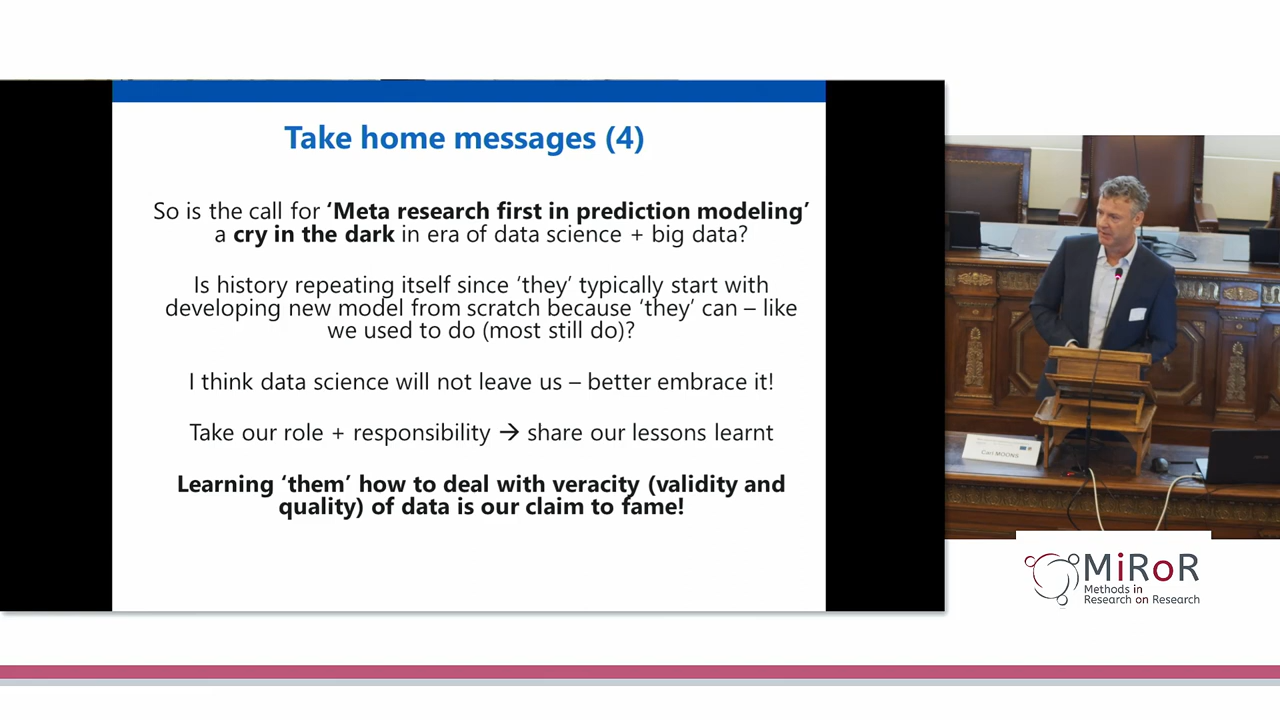 Take home messages (4)
So is the call for ‘Meta research first in prediction modeling’
a cry in the dark in era of data science + big data?
Is history repeating itself since ‘they’ typically start with
developing new model from scratch because ‘they’ can – like
we used to do (most still do)?
I think data science will not leave us – better embrace it!
Take our role + responsibility → share our lessons learnt
Learning ‘them’ how to deal with veracity (validity and
quality) of data is our claim to fame!
Carl MOONS
MiRoR
Methods in
Research on Research